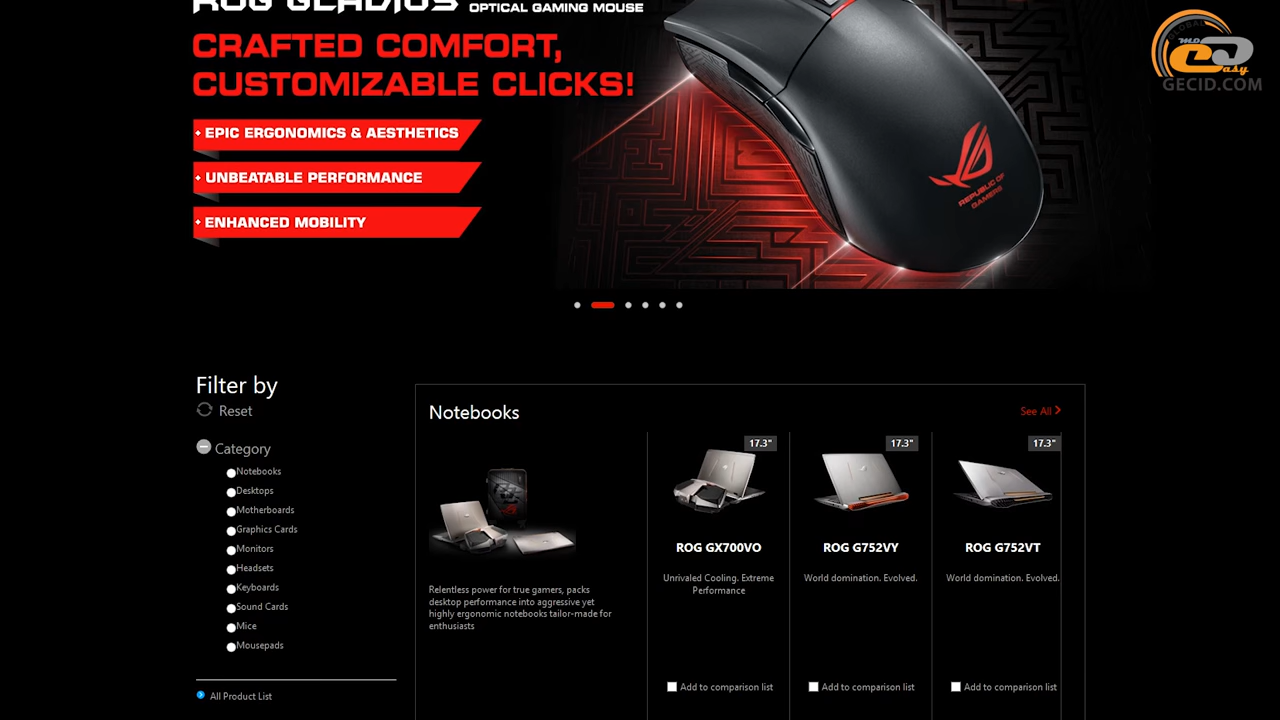 ROG GLADIUS OPTICAL GAMING MOUSE
CRAFTED COMFORT,
CUSTOMIZABLE CLICKS!
+ EPIC ERGONOMICS & AESTHETICS
+ UNBEATABLE PERFORMANCE
+ ENHANCED MOBILITY
REPUBLIC OF
GAMERS
GECID.COM
Filter by
Reset
Category
Notebooks
Desktops
Motherboards
Graphics Cards
Monitors
Headsets
Keyboards
Sound Cards
Mice
Mousepads
All Product List
Notebooks
See All
Relentless power for true gamers, packs
desktop performance into aggressive yet
highly ergonomic notebooks tailor-made for
enthusiasts
17.3"
ROG GX700VO
Unrivaled Cooling. Extreme
Performance
Add to comparison list
17.3"
ROG G752VY
World domination. Evolved.
Add to comparison list
17.3"
ROG G752VT
World domination. Evolved.
Add to comparison list